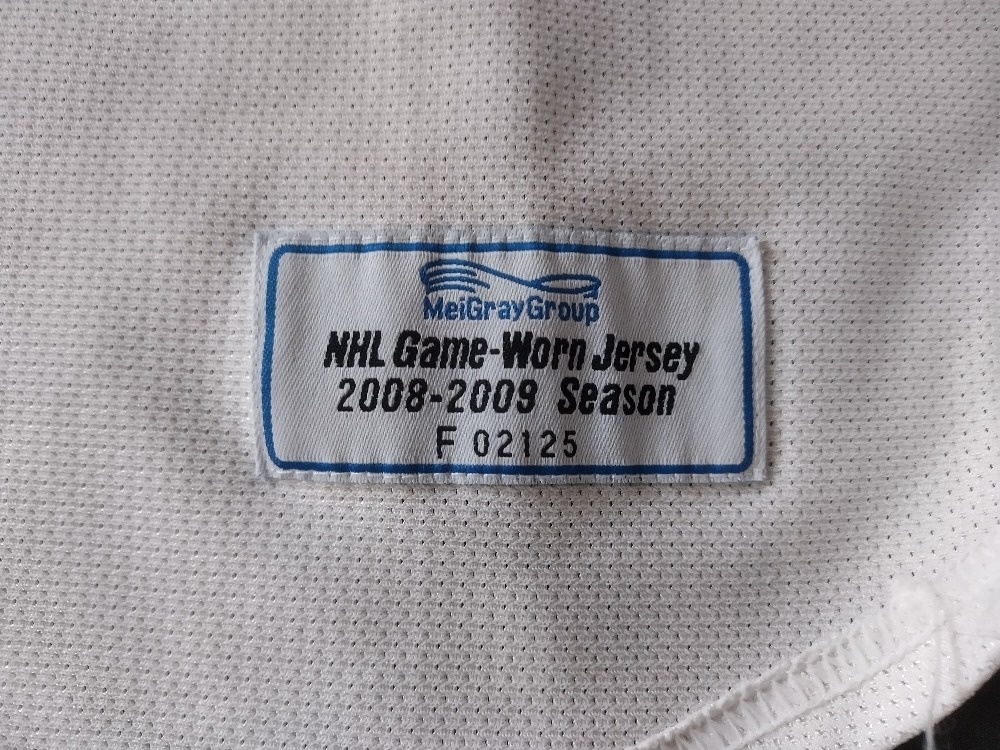 MeiGrayGroup
NHL Game-Worn Jersey
2008-2009 Season
F 02125